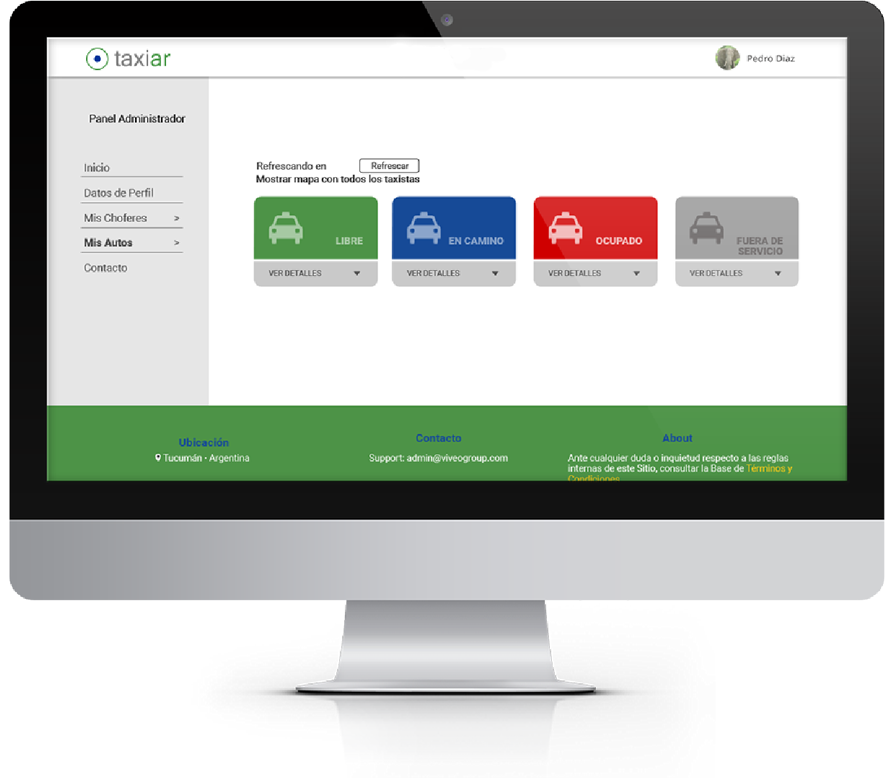 taxiar
Pedro Diaz
Panel Administrador
Inicio
Datos de Perfil
Mis Choferes >
Mis Autos >
Contacto
Refrescando en
Refrescar
Mostrar mapa con todos los taxistas
LIBRE
VER DETALLES
EN CAMINO
VER DETALLES
OCUPADO
VER DETALLES
FUERA DE
SERVICIO
VER DETALLES
Ubicación
Tucumán - Argentina
Contacto
Support: admin@viveogroup.com
About
Ante cualquier duda o inquietud respecto a las reglas
internas de este Sitio, consultar la Base de Términos y
Condiciones